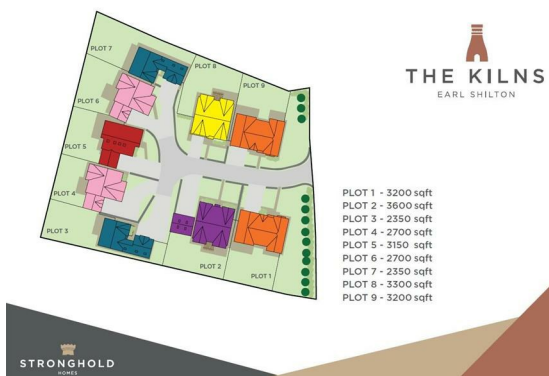 PLOT 7
PLOT 8
PLOT 9
PLOT 6
PLOT 5
PLOT 4
PLOT 3
PLOT 2
PLOT 1
THE KILNS
EARL SHILTON
PLOT 1 - 3200 sqft
PLOT 2 - 3600 sqft
PLOT 3 - 2350 sqft
PLOT 4 - 2700 sqft
PLOT 5 - 3150 sqft
PLOT 6 - 2700 sqft
PLOT 7 - 2350 sqft
PLOT 8 - 3300 sqft
PLOT 9 - 3200 sqft
STRONGHOLD
HOMES